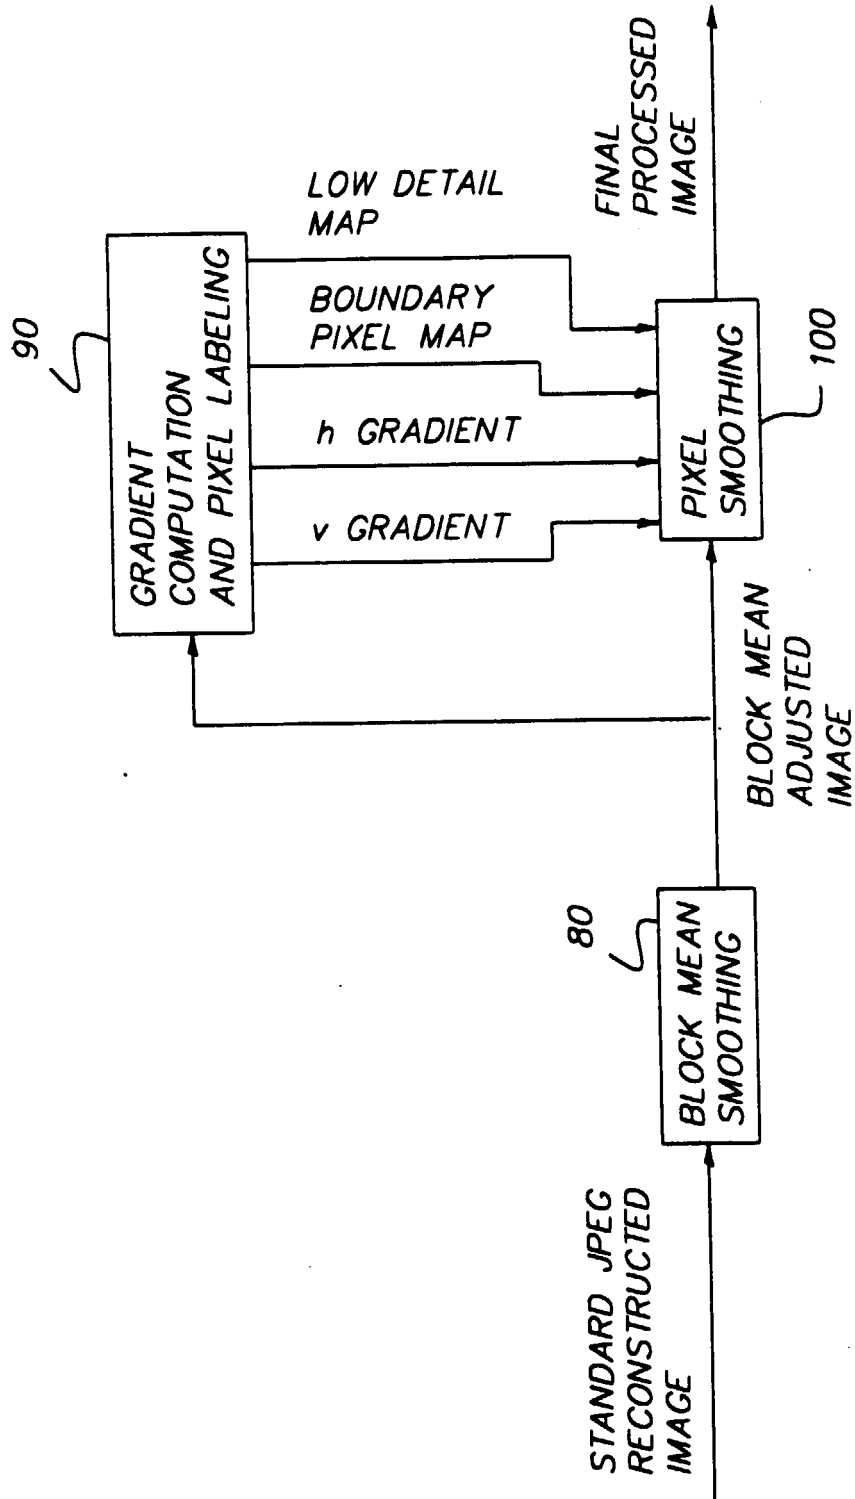 STANDARD JPEG
RECONSTRUCTED
IMAGE
80
BLOCK MEAN
SMOOTHING
BLOCK MEAN
ADJUSTED
IMAGE
90
GRADIENT
COMPUTATION
AND PIXEL LABELING
v GRADIENT
h GRADIENT
BOUNDARY
PIXEL MAP
LOW DETAIL
MAP
PIXEL
SMOOTHING
100
FINAL
PROCESSED
IMAGE